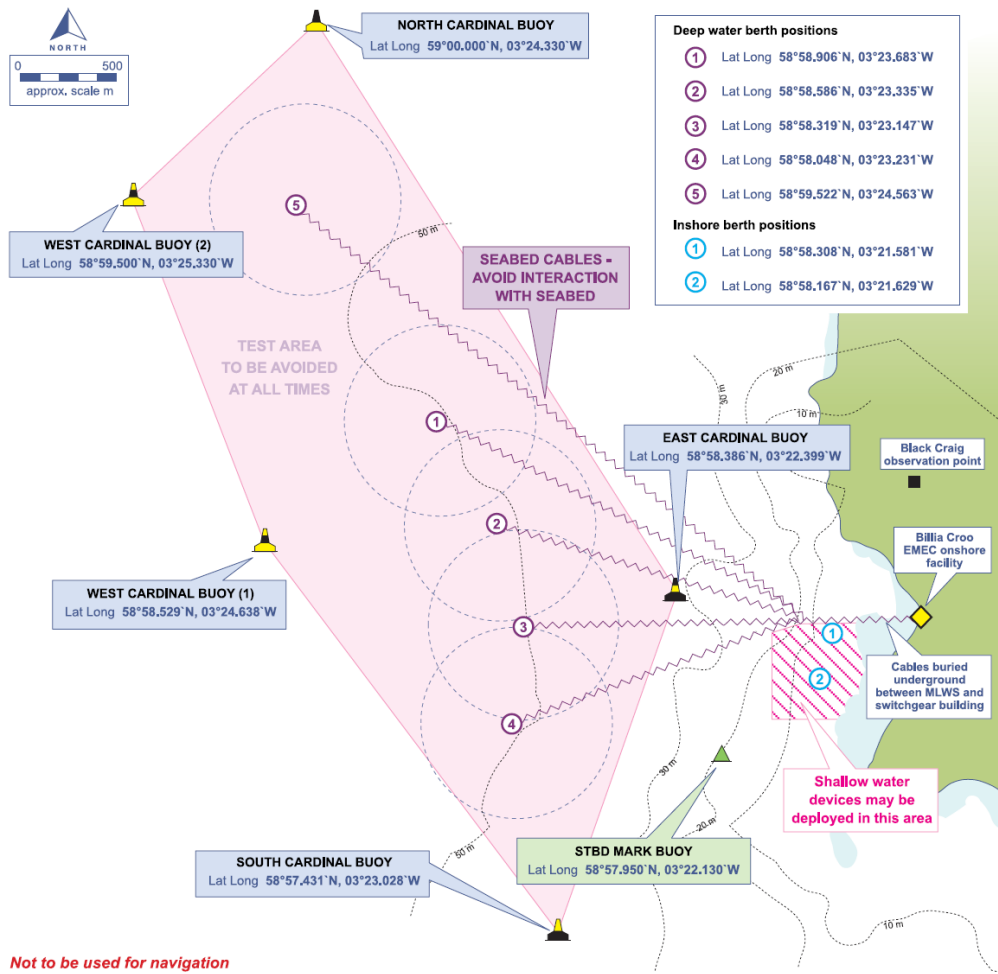 NORTH
0 500
approx. scale m
NORTH CARDINAL BUOY
Lat Long 59°00.000`N, 03°24.330`W
Deep water berth positions
1 Lat Long 58°58.906`N, 03°23.683`W
2 Lat Long 58°58.586`N, 03°23.335`W
3 Lat Long 58°58.319`N, 03°23.147`W
4 Lat Long 58°58.048`N, 03°23.231`W
5 Lat Long 58°59.522`N, 03°24.563`W
Inshore berth positions
1 Lat Long 58°58.308`N, 03°21.581`W
2 Lat Long 58°58.167`N, 03°21.629`W
5
50 m
WEST CARDINAL BUOY (2)
Lat Long 58°59.500`N, 03°25.330`W
SEABED CABLES -
AVOID INTERACTION
WITH SEABED
TEST AREA
TO BE AVOIDED
AT ALL TIMES
20 m
30 m
10 m
1
EAST CARDINAL BUOY
Lat Long 58°58.386`N, 03°22.399`W
Black Craig
observation point
2
Billia Croo
EMEC onshore
facility
WEST CARDINAL BUOY (1)
Lat Long 58°58.529`N, 03°24.638`W
3
1
2
Cables buried
underground
between MLWS and
switchgear building
4
30 m
Shallow water
devices may be
deployed in this area
20 m
50 m
STBD MARK BUOY
Lat Long 58°57.950`N, 03°22.130`W
SOUTH CARDINAL BUOY
Lat Long 58°57.431`N, 03°23.028`W
10 m
Not to be used for navigation